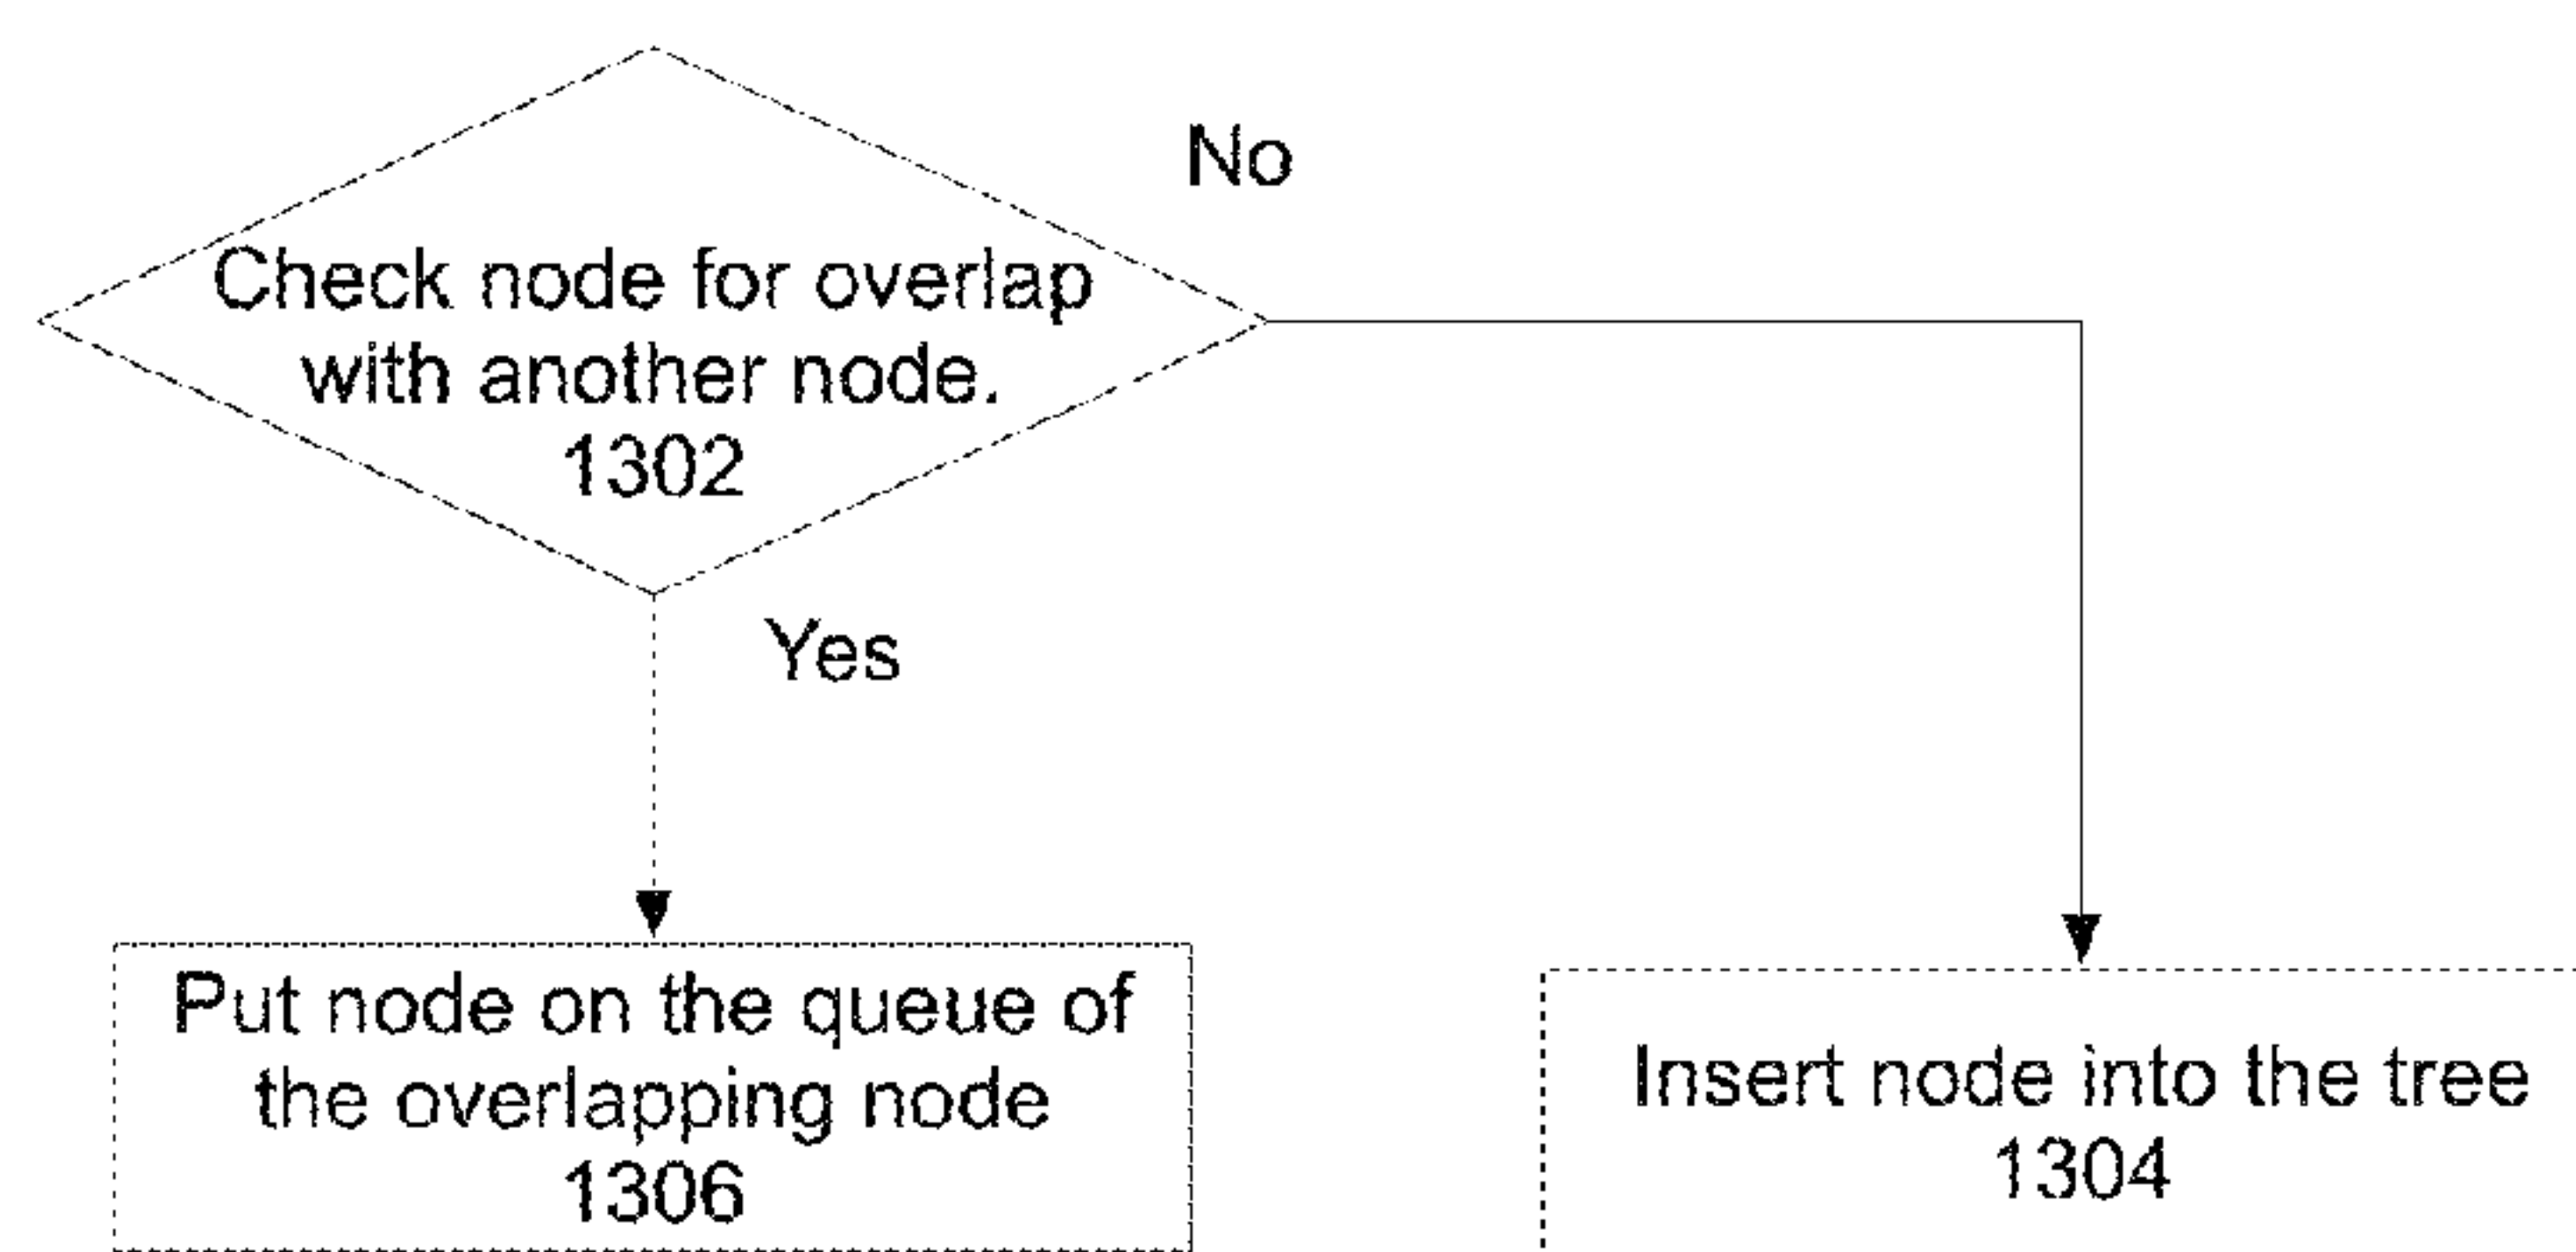 No
Check node for overlap
with another node.
1302
Yes
Put node on the queue of
the overlapping node
1306
Insert node into the tree
1304